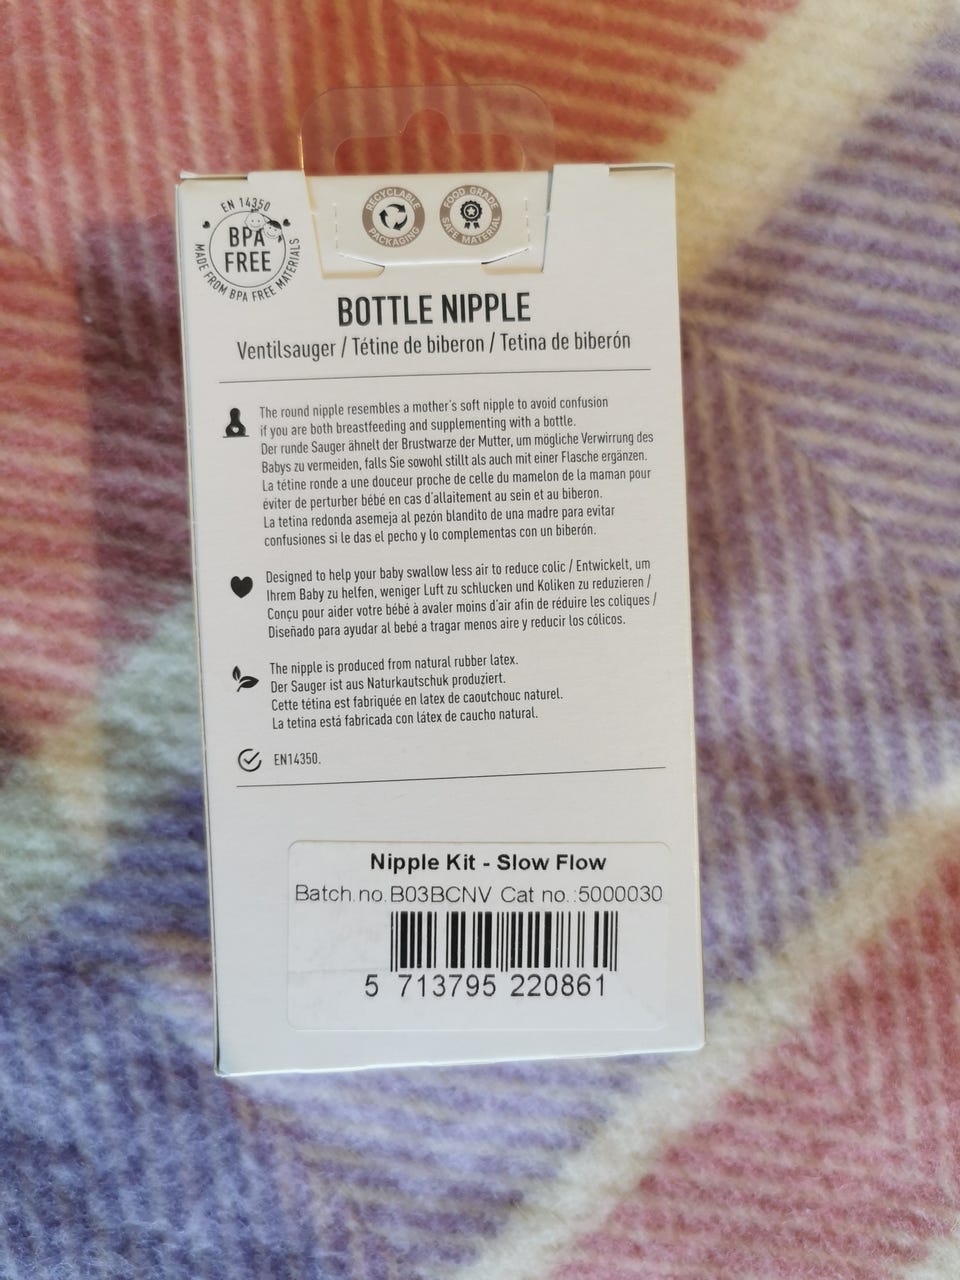 EN 14350
BPA
FREE
MADE FROM BPA FREE MATERIALS
RECYCLABLE
PACKAGING
FOOD GRADE
SAFE MATERIAL
BOTTLE NIPPLE
Ventilsauger / Tétine de biberon / Tetina de biberón
The round nipple resembles a mother's soft nipple to avoid confusion
if you are both breastfeeding and supplementing with a bottle.
Der runde Sauger ähnelt der Brustwarze der Mutter, um mögliche Verwirrung des
Babys zu vermeiden, falls Sie sowohl stillt als auch mit einer Flasche ergänzen.
La tétine ronde a une douceur proche de celle du mamelon de la maman pour
éviter de perturber bébé en cas d'allaitement au sein et au biberon.
La tetina redonda asemeja al pezón blandito de una madre para evitar
confusiones si le das el pecho y lo complementas con un biberón.
Designed to help your baby swallow less air to reduce colic / Entwickelt, um
Ihrem Baby zu helfen, weniger Luft zu schlucken und Koliken zu reduzieren /
Conçu pour aider votre bébé à avaler moins d'air afin de réduire les coliques /
Diseñado para ayudar al bebé a tragar menos aire y reducir los cólicos.
The nipple is produced from natural rubber latex.
Der Sauger ist aus Naturkautschuk produziert.
Cette tétina est fabriquée en latex de caoutchouc naturel.
La tetina está fabricada con látex de caucho natural.
EN14350.
Nipple Kit - Slow Flow
Batch no.B03BCNV Cat no.:5000030
5 713795 220861